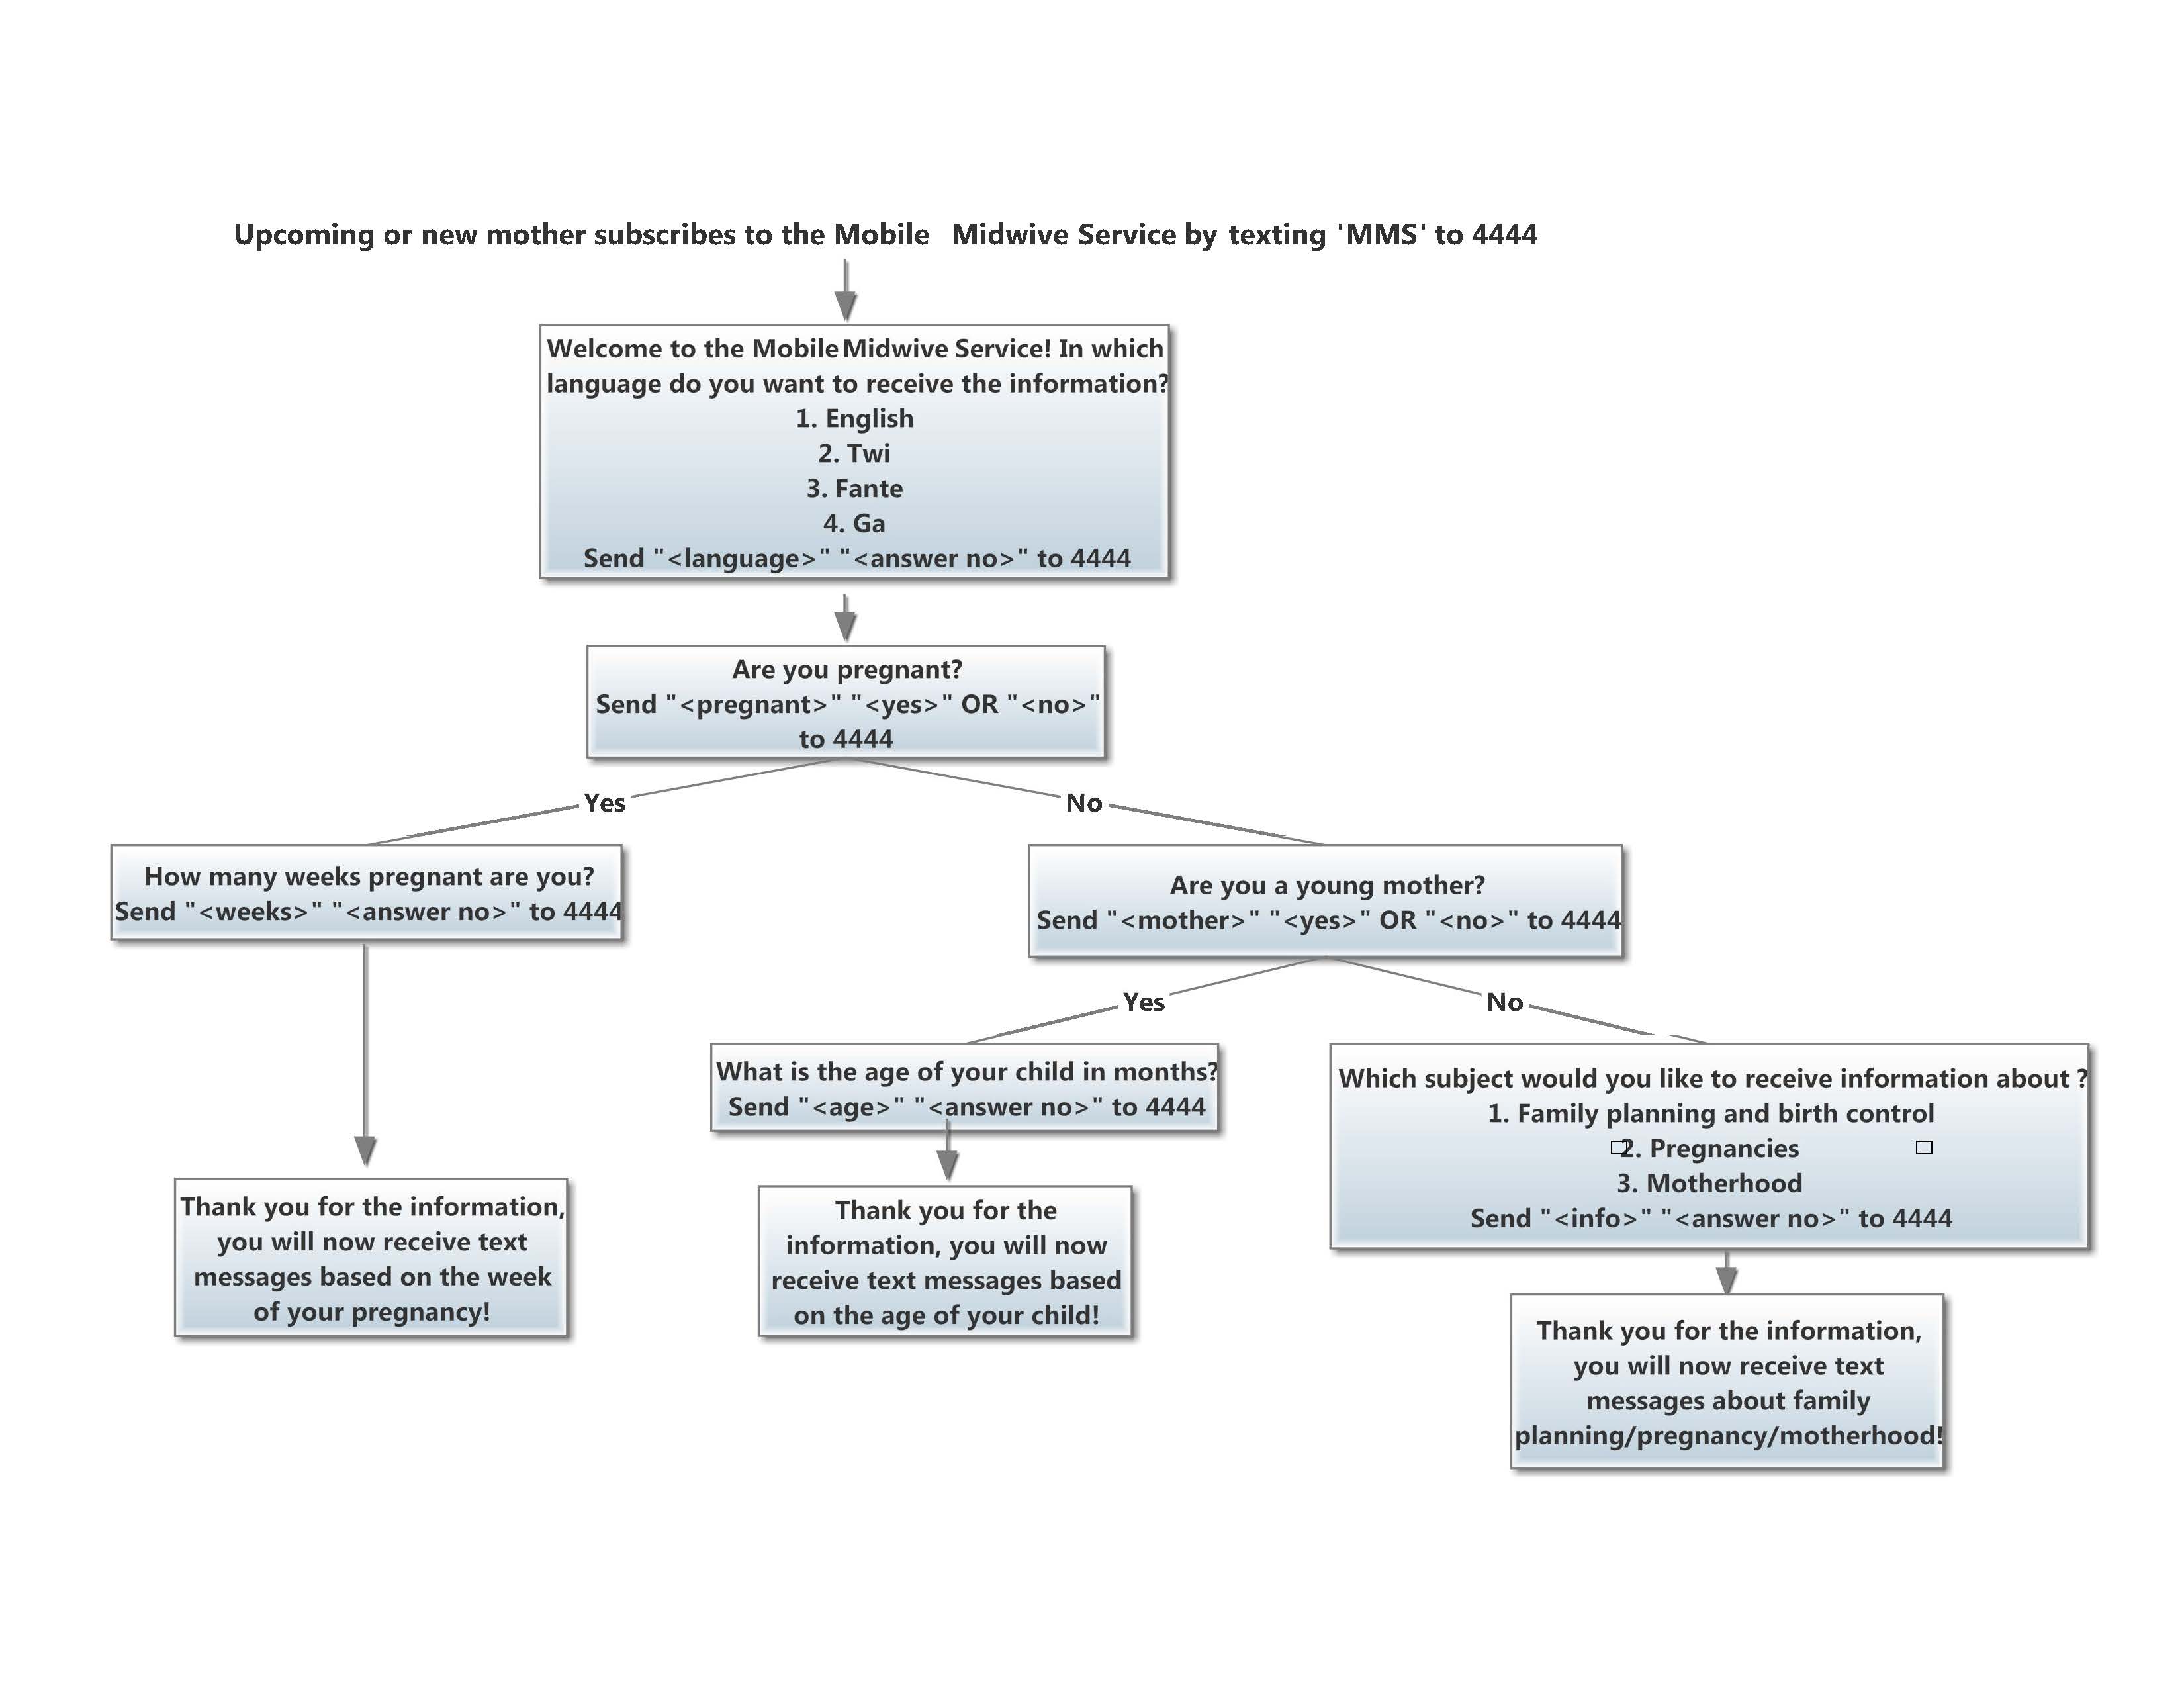 Upcoming or new mother subscribes to the Mobile Midwive Service by texting 'MMS' to 4444
Welcome to the Mobile Midwive Service! In which
language do you want to receive the information?
1. English
2. Twi
3. Fante
4. Ga
Send "<language>" "<answer no>" to 4444
Are you pregnant?
Send "<pregnant>" "<yes>" OR "<no>"
to 4444
Yes
No
How many weeks pregnant are you?
Send "<weeks>" "<answer no>" to 4444
Are you a young mother?
Send "<mother>" "<yes>" OR "<no>" to 4444
Yes
No
What is the age of your child in months?
Send "<age>" "<answer no>" to 4444
Which subject would you like to receive information about ?
1. Family planning and birth control
2. Pregnancies
3. Motherhood
Send "<info>" "<answer no>" to 4444
Thank you for the information,
you will now receive text
messages based on the week
of your pregnancy!
Thank you for the
information, you will now
receive text messages based
on the age of your child!
Thank you for the information,
you will now receive text
messages about family
planning/pregnancy/motherhood!